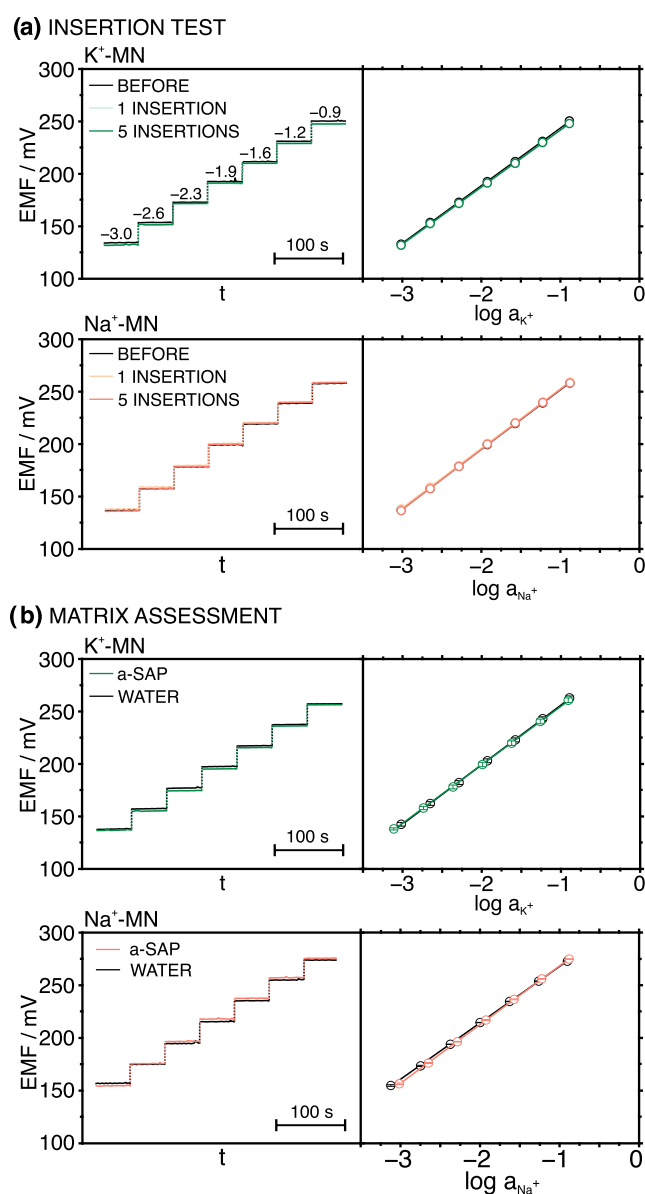 (a) INSERTION TEST
K⁺-MN
300
250
200
150
100
EMF / mV
BEFORE
1 INSERTION
5 INSERTIONS
−3.0
−2.6
−2.3
−1.9
−1.6
−1.2
−0.9
100 s
t
−3 −2 −1 0
log a K⁺
Na⁺-MN
300
250
200
150
100
EMF / mV
BEFORE
1 INSERTION
5 INSERTIONS
100 s
t
−3 −2 −1 0
log a Na⁺
(b) MATRIX ASSESSMENT
K⁺-MN
300
250
200
150
100
EMF / mV
a-SAP
WATER
100 s
t
−3 −2 −1 0
log a K⁺
Na⁺-MN
300
250
200
150
100
EMF / mV
a-SAP
WATER
100 s
t
−3 −2 −1 0
log a Na⁺